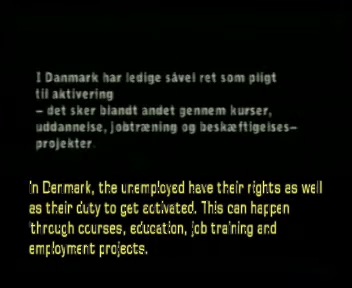 I Danmark har ledige såvel ret som pligt
til aktivering
– det sker blandt andet gennem kurser,
uddannelse, jobtræning og beskæftigelses–
projekter.
In Denmark, the unemployed have their rights as well
as their duty to get activated. This can happen
through courses, education, job training and
employment projects.